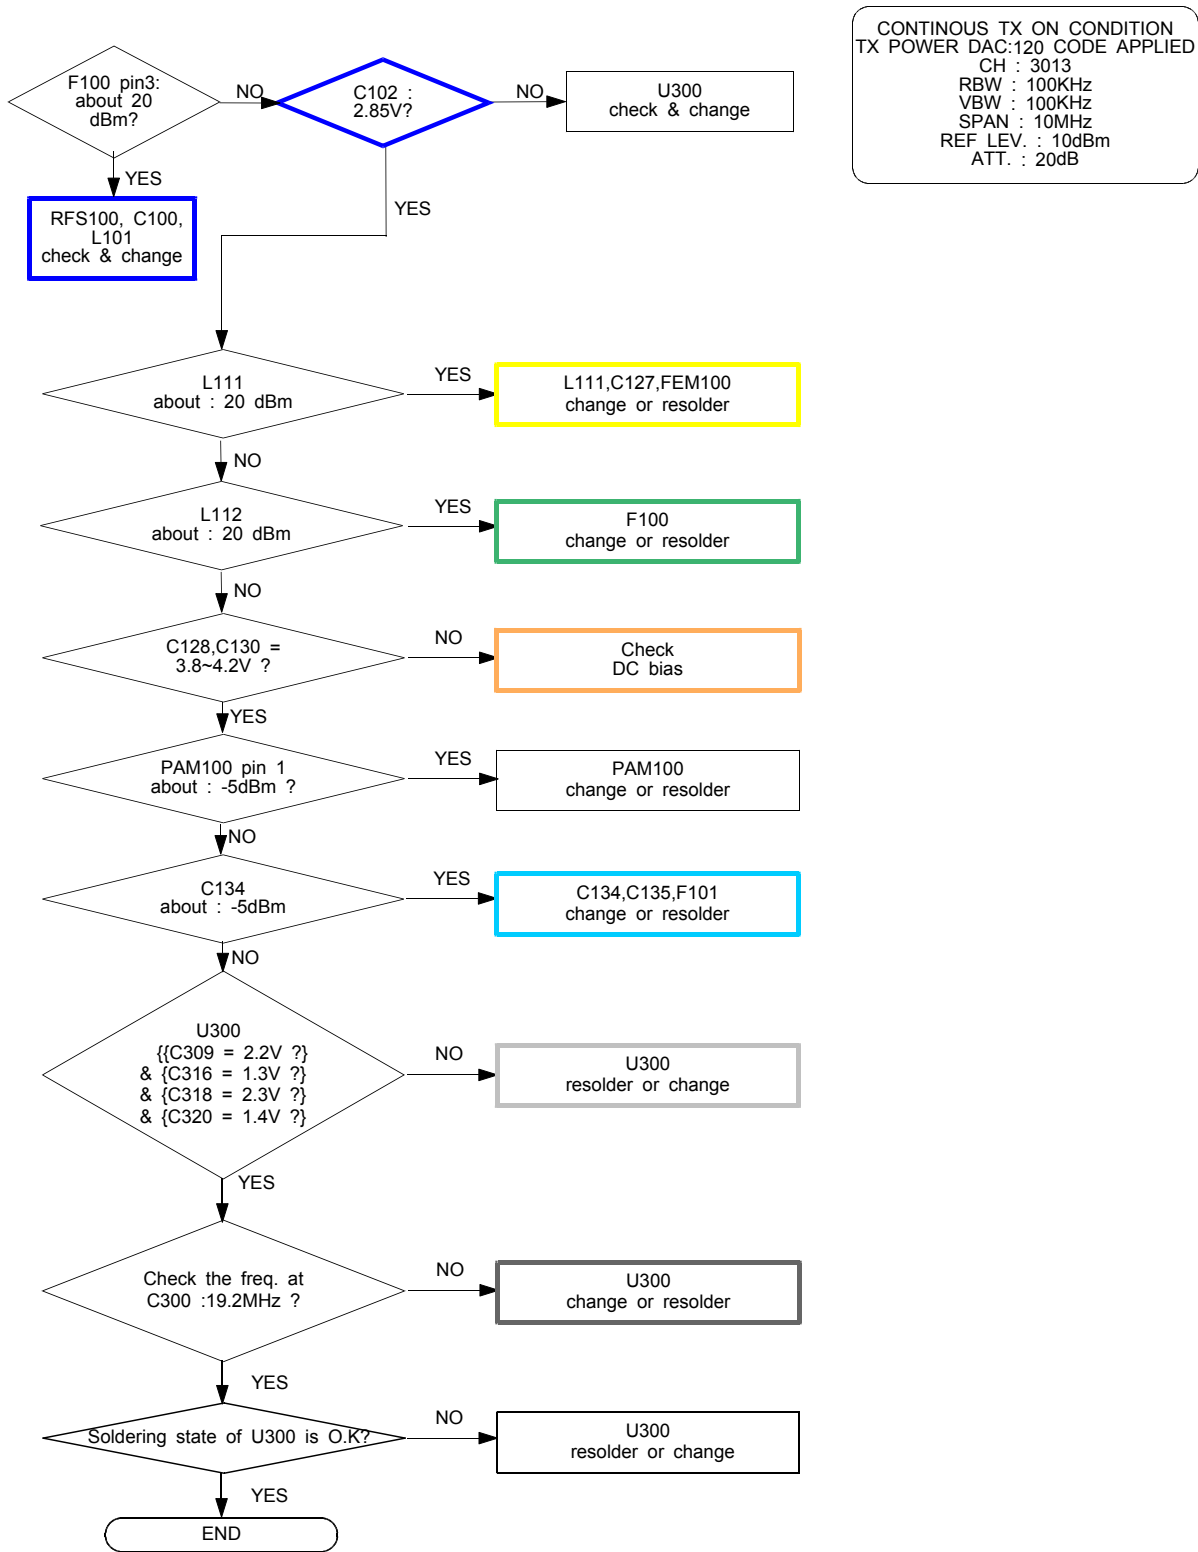 CONTINOUS TX ON CONDITION
TX POWER DAC:120 CODE APPLIED
CH : 3013
RBW : 100KHz
VBW : 100KHz
SPAN : 10MHz
REF LEV. : 10dBm
ATT. : 20dB
F100 pin3:
about 20
dBm?
NO
C102 :
2.85V?
NO
U300
check & change
YES
RFS100, C100,
L101
check & change
YES
L111
about : 20 dBm
YES
L111,C127,FEM100
change or resolder
NO
L112
about : 20 dBm
YES
F100
change or resolder
NO
C128,C130 =
3.8~4.2V ?
NO
Check
DC bias
YES
PAM100 pin 1
about : -5dBm ?
YES
PAM100
change or resolder
NO
C134
about : -5dBm
YES
C134,C135,F101
change or resolder
NO
U300
{{C309 = 2.2V ?}
& {C316 = 1.3V ?}
& {C318 = 2.3V ?}
& {C320 = 1.4V ?}
NO
U300
resolder or change
YES
Check the freq. at
C300 :19.2MHz ?
NO
U300
change or resolder
YES
Soldering state of U300 is O.K?
NO
U300
resolder or change
YES
END